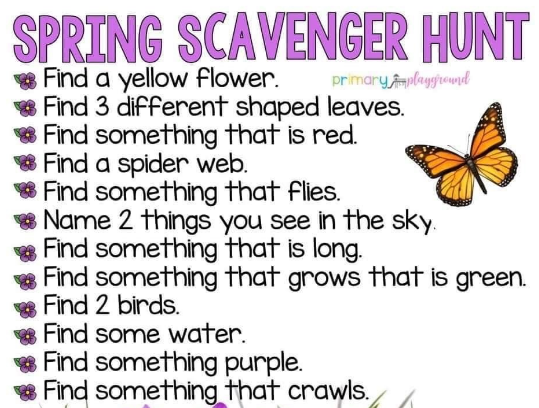 SPRING SCAVENGER HUNT
Find a yellow flower.
primary playground
Find 3 different shaped leaves.
Find something that is red.
Find a spider web.
Find something that flies.
Name 2 things you see in the sky.
Find something that is long.
Find something that grows that is green.
Find 2 birds.
Find some water.
Find something purple.
Find something that crawls.